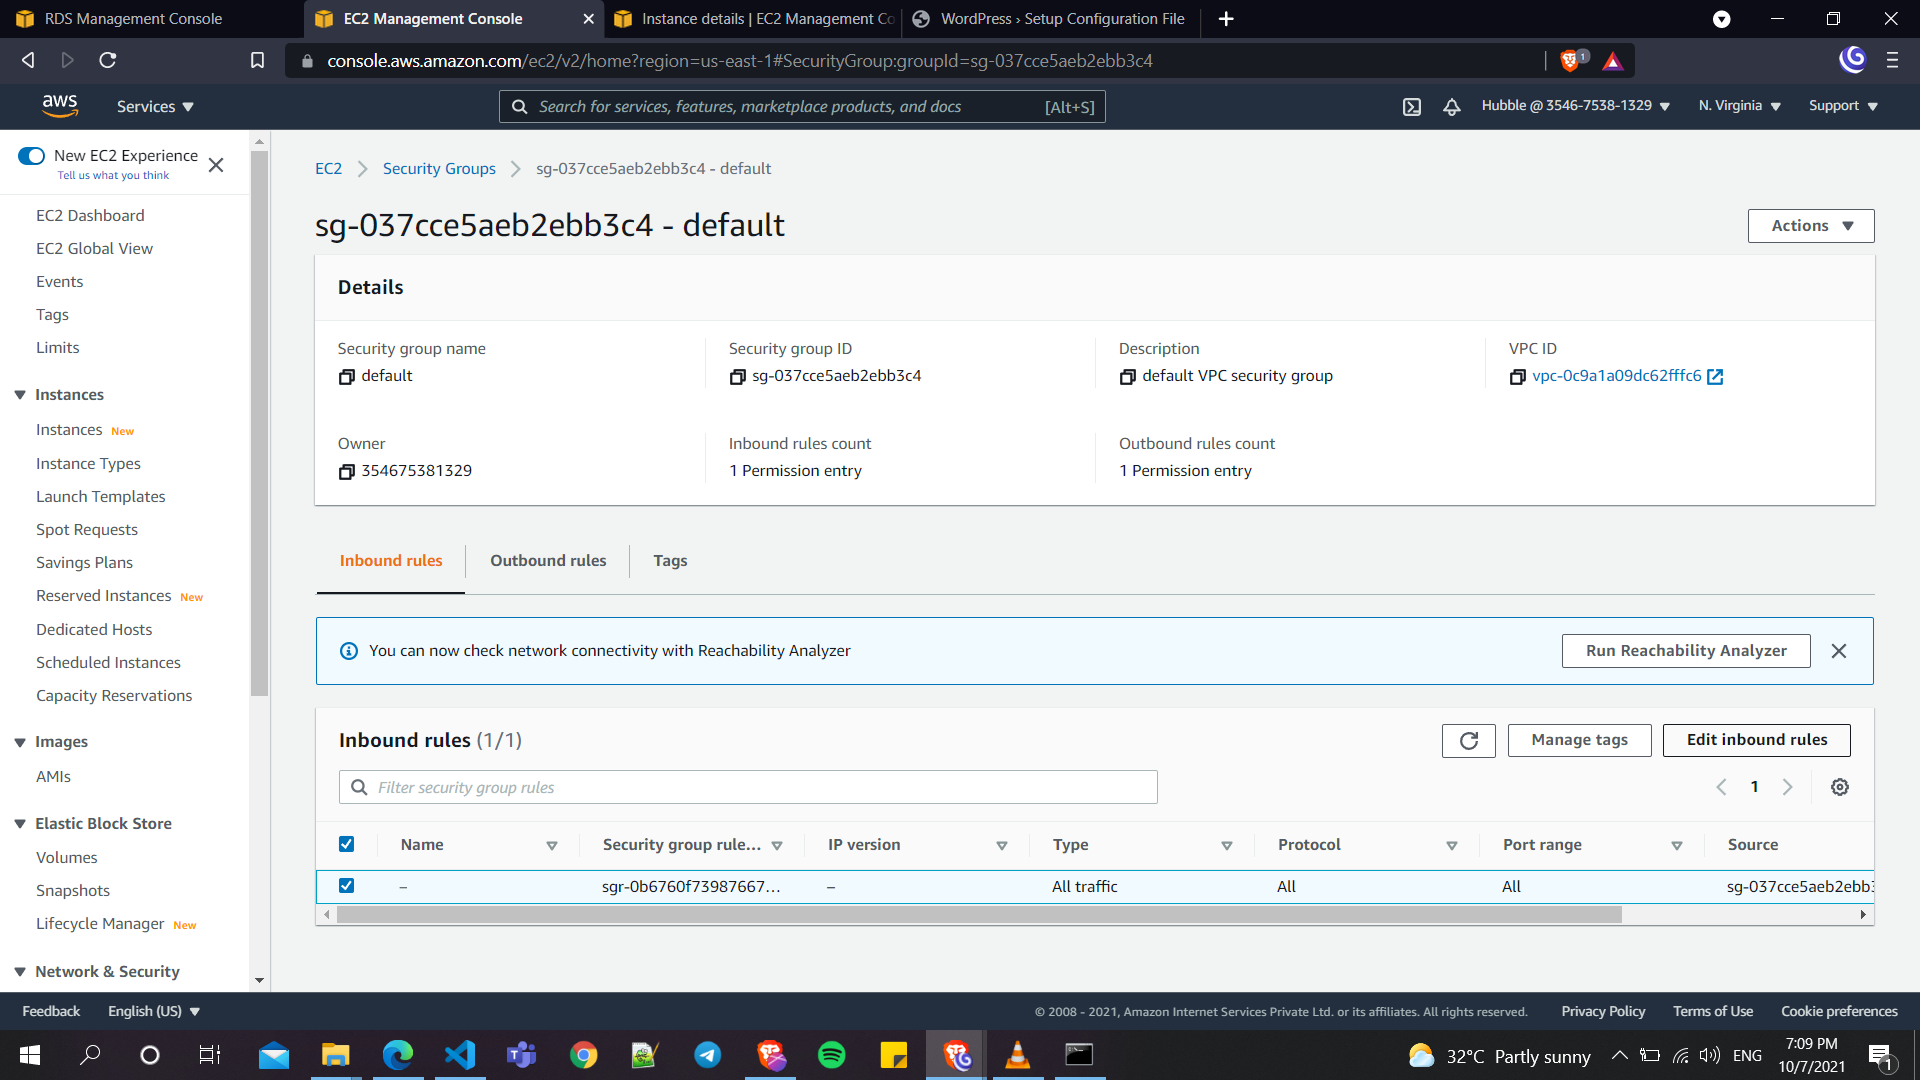 RDS Management Console
EC2 Management Console
Instance details | EC2 Management Co
WordPress › Setup Configuration File
console.aws.amazon.com/ec2/v2/home?region=us-east-1#SecurityGroup:groupId=sg-037cce5aeb2ebb3c4
1
aws
Services
Search for services, features, marketplace products, and docs
[Alt+S]
Hubble @ 3546-7538-1329
N. Virginia
Support
New EC2 Experience
Tell us what you think
EC2 Dashboard
EC2 Global View
Events
Tags
Limits
Instances
Instances New
Instance Types
Launch Templates
Spot Requests
Savings Plans
Reserved Instances New
Dedicated Hosts
Scheduled Instances
Capacity Reservations
Images
AMIs
Elastic Block Store
Volumes
Snapshots
Lifecycle Manager New
Network & Security
EC2
Security Groups
sg-037cce5aeb2ebb3c4 - default
sg-037cce5aeb2ebb3c4 - default
Actions
Details
Security group name
default
Security group ID
sg-037cce5aeb2ebb3c4
Description
default VPC security group
VPC ID
vpc-0c9a1a09dc62fffc6
Owner
354675381329
Inbound rules count
1 Permission entry
Outbound rules count
1 Permission entry
Inbound rules
Outbound rules
Tags
You can now check network connectivity with Reachability Analyzer
Run Reachability Analyzer
Inbound rules (1/1)
Manage tags
Edit inbound rules
Filter security group rules
1
Name
Security group rule...
IP version
Type
Protocol
Port range
Source
–
sgr-0b6760f73987667...
–
All traffic
All
All
sg-037cce5aeb2ebb3
Feedback
English (US)
© 2008 - 2021, Amazon Internet Services Private Ltd. or its affiliates. All rights reserved.
Privacy Policy
Terms of Use
Cookie preferences
32°C Partly sunny
ENG
7:09 PM
10/7/2021
1